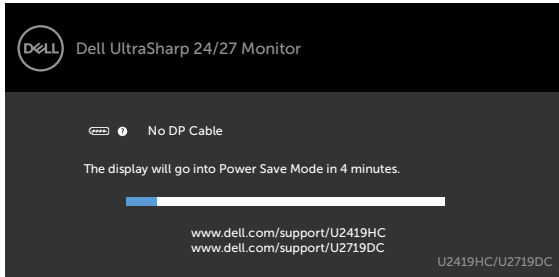 DELL
Dell UltraSharp 24/27 Monitor
? No DP Cable
The display will go into Power Save Mode in 4 minutes.
www.dell.com/support/U2419HC
www.dell.com/support/U2719DC
U2419HC/U2719DC